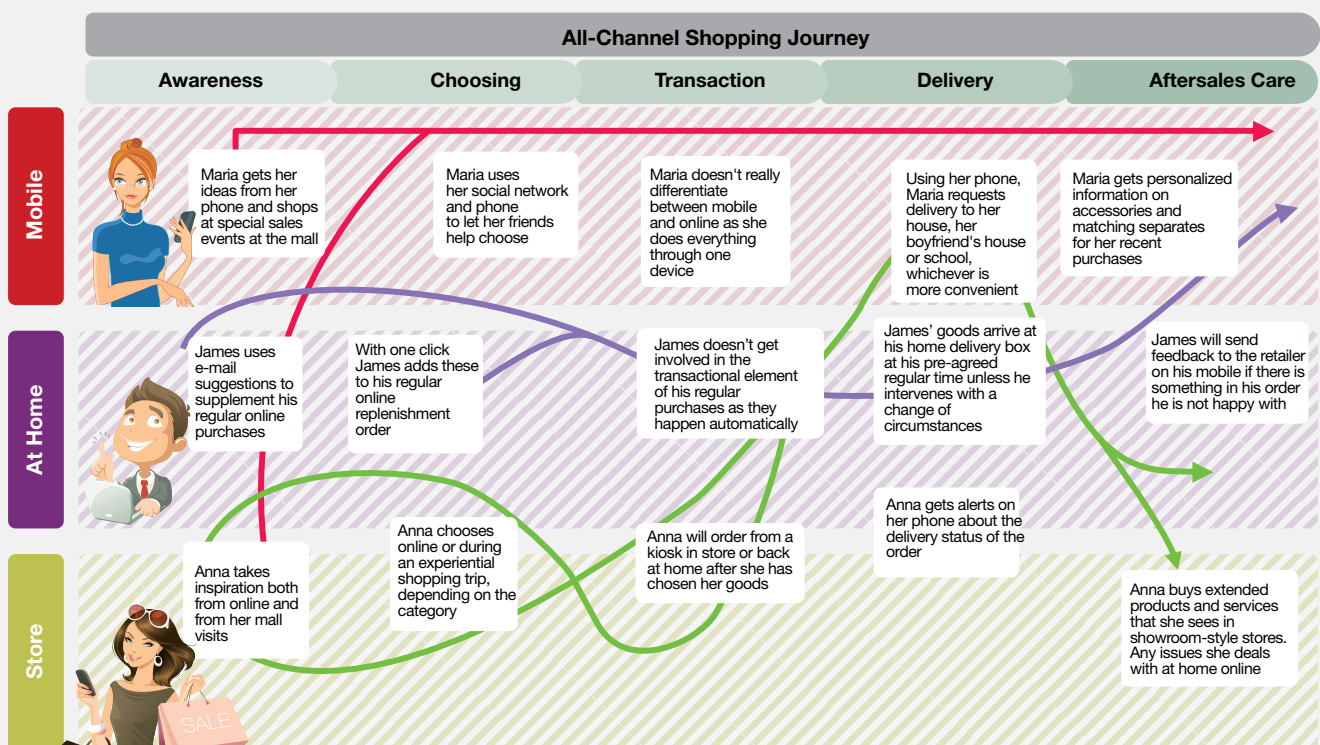 All-Channel Shopping Journey
Awareness
Choosing
Transaction
Delivery
Aftersales Care
Mobile
Maria gets her
ideas from her
phone and shops
at special sales
events at the mall
Maria uses
her social network
and phone
to let her friends
help choose
Maria doesn't really
differentiate
between mobile
and online as she
does everything
through one
device
Using her phone,
Maria requests
delivery to her
house, her
boyfriend's house
or school,
whichever is
more convenient
Maria gets personalized
information on
accessories and
matching separates
for her recent
purchases
At Home
James uses
e-mail
suggestions to
supplement his
regular online
purchases
With one click
James adds these
to his regular
online
replenishment
order
James doesn’t get
involved in the
transactional element
of his regular
purchases as they
happen automatically
James’ goods arrive at
his home delivery box
at his pre-agreed
regular time unless he
intervenes with a
change of
circumstances
James will send
feedback to the retailer
on his mobile if there is
something in his order
he is not happy with
Store
Anna takes
inspiration both
from online and
from her mall
visits
Anna chooses
online or during
an experiential
shopping trip,
depending on the
category
Anna will order from a
kiosk in store or back
at home after she has
chosen her goods
Anna gets alerts on
her phone about the
delivery status of the
order
Anna buys extended
products and services
that she sees in
showroom-style stores.
Any issues she deals
with at home online
SALE